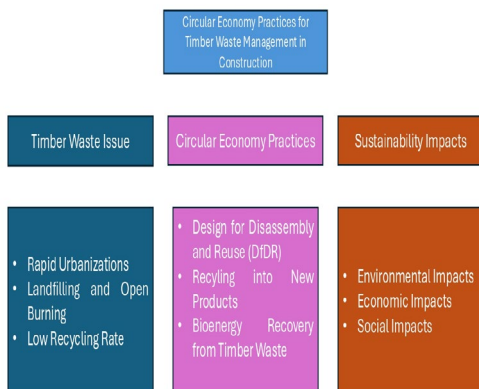 Circular Economy Practices for
Timber Waste Management in
Construction
Timber Waste Issue
Circular Economy Practices
Sustainability Impacts
• Rapid Urbanizations
• Landfilling and Open
Burning
• Low Recycling Rate
• Design for Disassembly
and Reuse (DfDR)
• Recyling into New
Products
• Bioenergy Recovery
from Timber Waste
• Environmental Impacts
• Economic Impacts
• Social Impacts